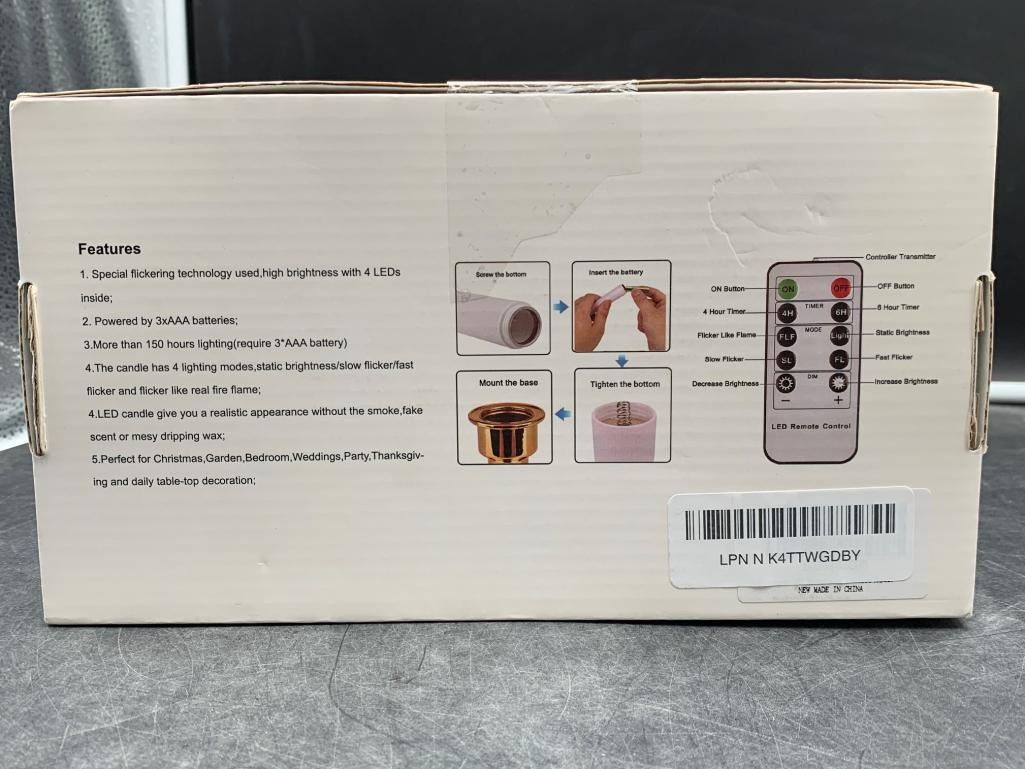 Features
1. Special flickering technology used,high brightness with 4 LEDs
inside;
2. Powered by 3xAAA batteries;
3.More than 150 hours lighting(require 3*AAA battery)
4.The candle has 4 lighting modes,static brightness/slow flicker/fast
flicker and flicker like real fire flame;
4.LED candle give you a realistic appearance without the smoke,fake
scent or mesy dripping wax;
5.Perfect for Christmas,Garden,Bedroom,Weddings,Party,Thanksgiv-
ing and daily table-top decoration;
Screw the bottom
Insert the battery
Mount the base
Tighten the bottom
Controller Transmitter
ON Button
OFF Button
4 Hour Timer
8 Hour Timer
Flicker Like Flame
Static Brightness
Slow Flicker
Fast Flicker
Decrease Brightness
Increase Brightness
ON
OFF
TIMER
4H
6H
MODE
FLF
Light
SL
FL
DIM
− +
LED Remote Control
LPN N K4TTWGDBY
NEW MADE IN CHINA